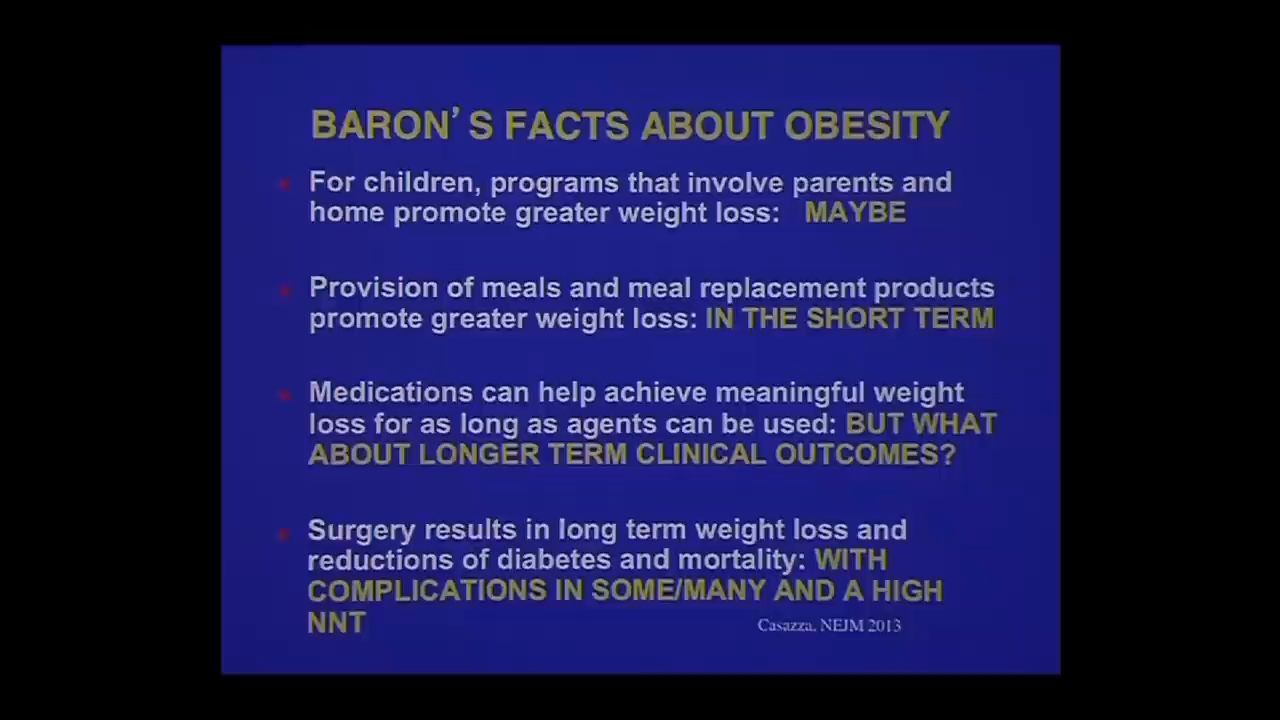 BARON'S FACTS ABOUT OBESITY
For children, programs that involve parents and
home promote greater weight loss: MAYBE
Provision of meals and meal replacement products
promote greater weight loss: IN THE SHORT TERM
Medications can help achieve meaningful weight
loss for as long as agents can be used: BUT WHAT
ABOUT LONGER TERM CLINICAL OUTCOMES?
Surgery results in long term weight loss and
reductions of diabetes and mortality: WITH
COMPLICATIONS IN SOME/MANY AND A HIGH
NNT
Casazza, NEJM 2013